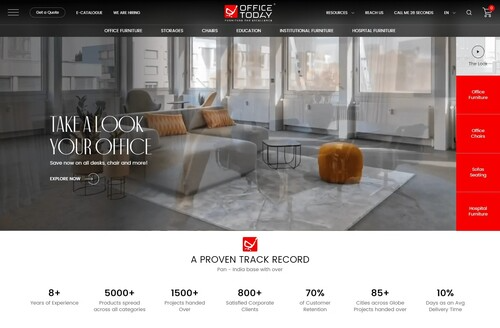 Get a Quote
E-CATALOGUE
WE ARE HIRING
OFFICE TODAY
RESOURCES
REACH US
CALL ME 28 SECONDS
EN
0
OFFICE FURNITURE
STORAGES
CHAIRS
EDUCATION
INSTITUTIONAL FURNITURE
HOSPITAL FURNITURE
The Look
TAKE A LOOK
YOUR OFFICE
Save now on all desks, chair and more!
EXPLORE NOW
Office
Furniture
Office
Chairs
Sofas
Seating
Hospital
Furniture
A PROVEN TRACK RECORD
Pan - India base with over
8+
Years of Experience
5000+
Products spread
across all categories
1500+
Projects handed
Over
800+
Satisfied Corporate
Clients
70%
of Customer
Retention
85+
Cities across Globe
Projects handed over
10%
Days as an Avg
Delivery Time